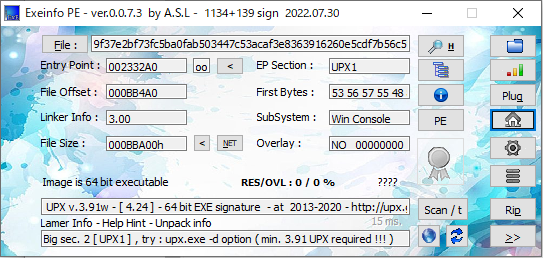 Exeinfo PE - ver.0.0.7.3 by A.S.L - 1134+139 sign 2022.07.30
File : 9f37e2bf73fc5ba0fab503447c53acaf3e8363916260e5cdf7b56c5 H
Entry Point : 002332A0 oo < EP Section : UPX1
File Offset : 000BB4A0 First Bytes : 53 56 57 55 48 Plug
Linker Info : 3.00 SubSystem : Win Console PE
File Size : 000BBA00h < NET Overlay : NO 00000000
Image is 64 bit executable RES/OVL : 0 / 0 % ????
UPX v.3.91w - [ 4.24 ] - 64 bit EXE signature - at 2013-2020 - http://upx.( Scan / t Rip
Lamer Info - Help Hint - Unpack info 15 ms.
Big sec. 2 [ UPX1 ] , try : upx.exe -d option ( min. 3.91 UPX required !!! ) >>